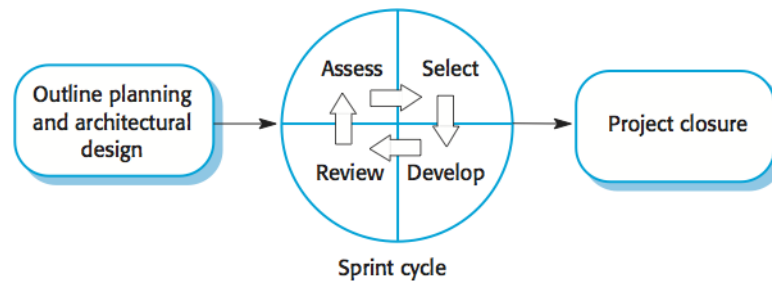 Outline planning
and architectural
design
Assess
Select
Review
Develop
Project closure
Sprint cycle